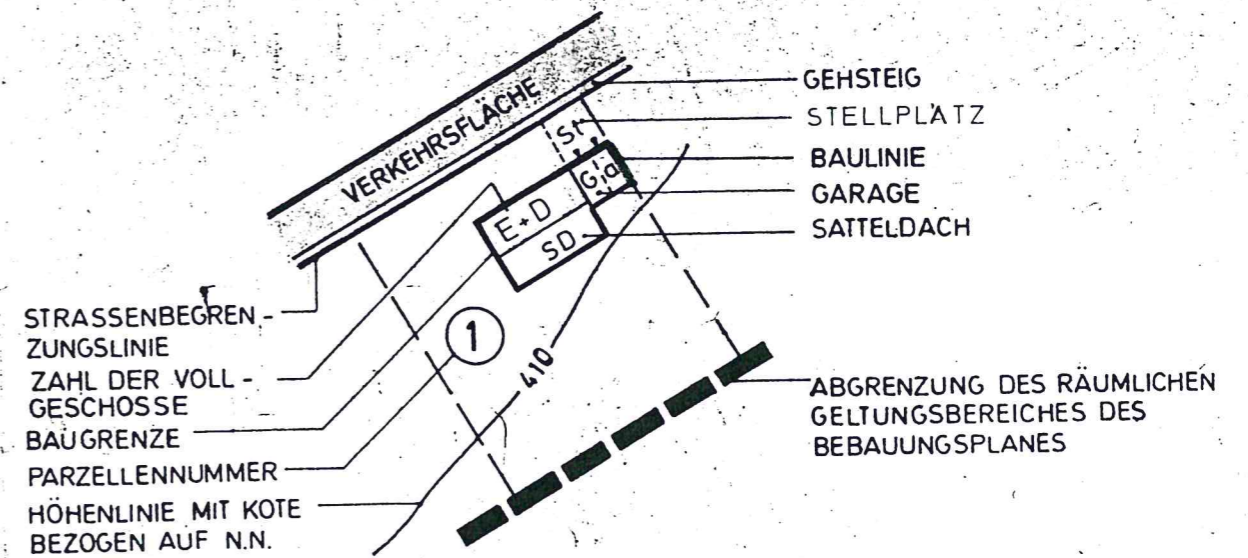 GEHSTEIG
STELLPLATZ
BAULINIE
GARAGE
SATTELDACH
VERKEHRSFLÄCHE
St
Ga
E+D
SD
1
410
STRASSENBEGREN-
ZUNGSLINIE
ZAHL DER VOLL-
GESCHOSSE
BAUGRENZE
PARZELLENNUMMER
HÖHENLINIE MIT KOTE
BEZOGEN AUF N.N.
ABGRENZUNG DES RÄUMLICHEN
GELTUNGSBEREICHES DES
BEBAUUNGSPLANES